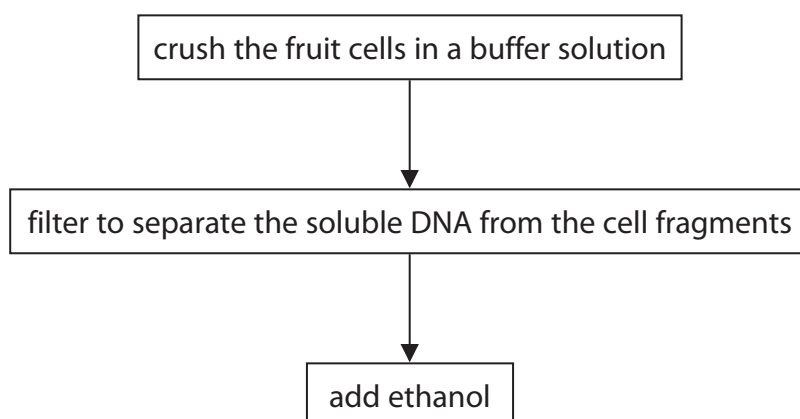 crush the fruit cells in a buffer solution
filter to separate the soluble DNA from the cell fragments
add ethanol